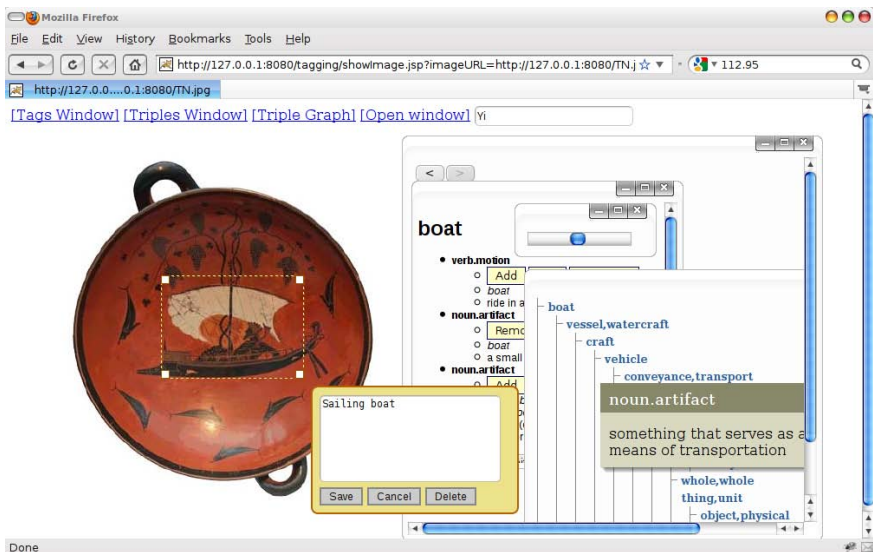 Mozilla Firefox
File Edit View History Bookmarks Tools Help
http://127.0.0.1:8080/tagging/showImage.jsp?imageURL=http://127.0.0.1:8080/TN.j
112.95
http://127.0.0....0.1:8080/TN.jpg
[Tags Window] [Triples Window] [Triple Graph] [Open window] Yi
< >
boat
verb.motion
Add
boat
ride in a
noun.artifact
Remo
boat
a small
noun.artifact
Add
boat
vessel,watercraft
craft
vehicle
conveyance,transport
noun.artifact
something that serves as a
means of transportation
whole,whole
thing,unit
object,physical
Sailing boat
Save Cancel Delete
Done